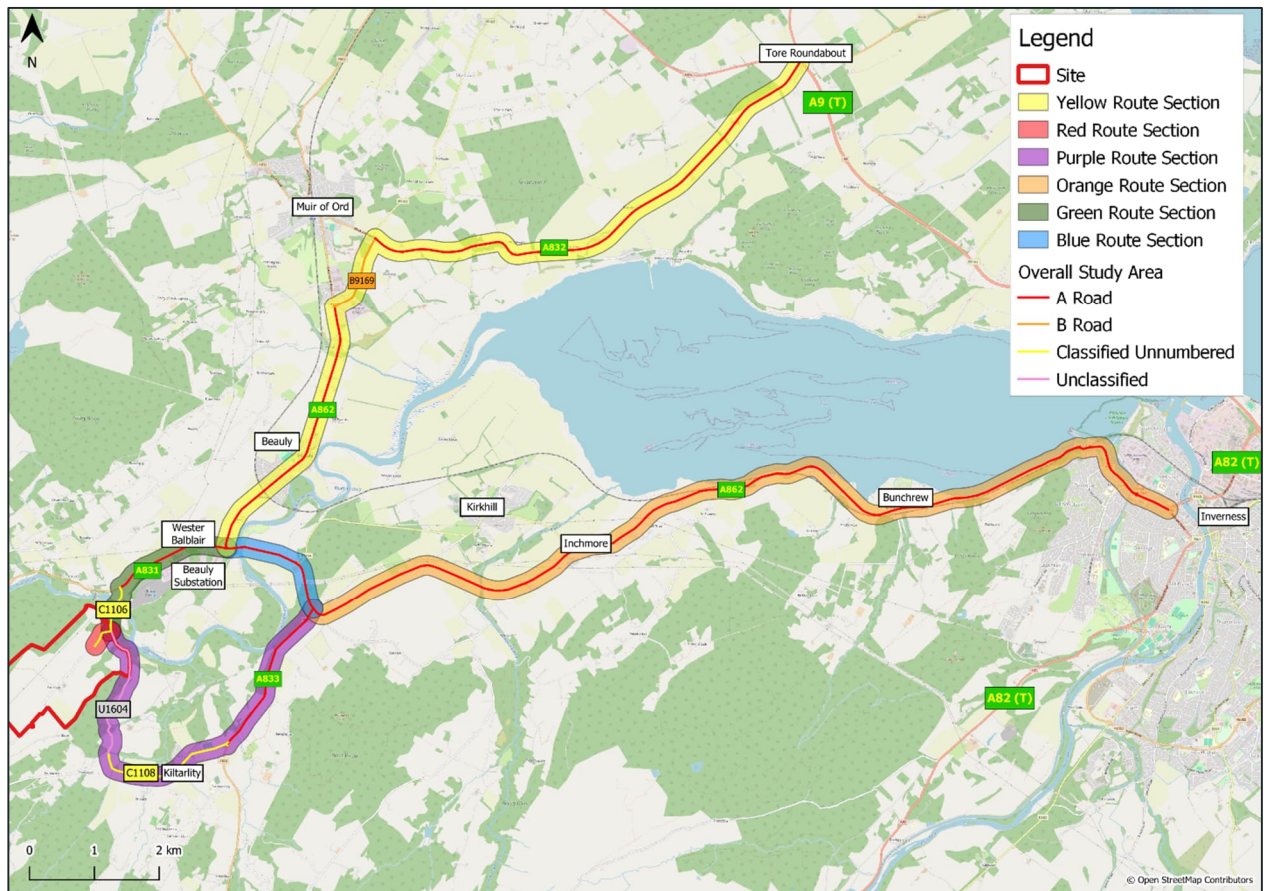 N
Tore Roundabout
A9 (T)
Muir of Ord
A832
B9169
A862
Beauly
Kirkhill
A862
Bunchrew
A82 (T)
Inverness
Inchmore
Wester
Balblair
A831
Beauly
Substation
C1106
A833
U1604
A82 (T)
C1108
Kiltarlity
0 1 2 km
Legend
Site
Yellow Route Section
Red Route Section
Purple Route Section
Orange Route Section
Green Route Section
Blue Route Section
Overall Study Area
A Road
B Road
Classified Unnumbered
Unclassified
© Open StreetMap Contributors